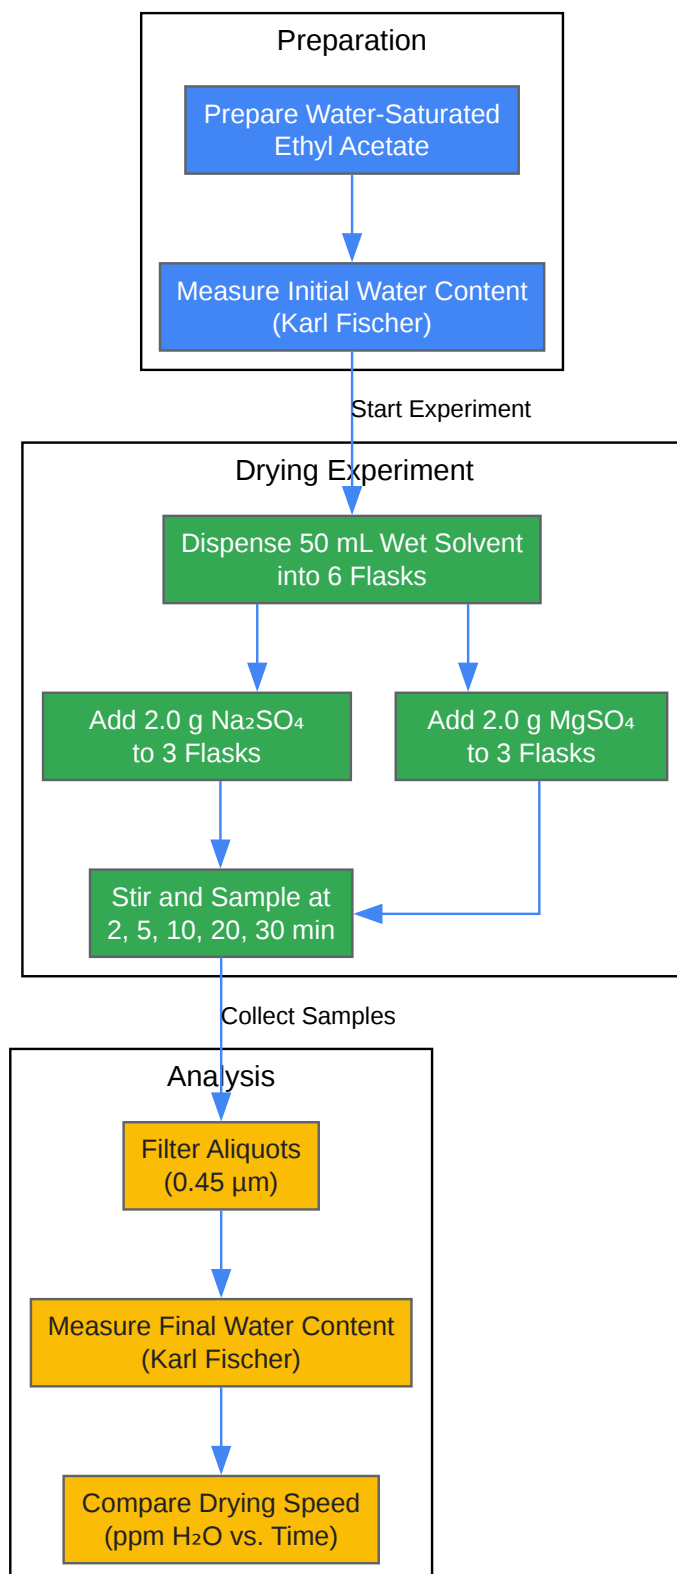 Preparation
Prepare Water-Saturated
Ethyl Acetate
Measure Initial Water Content
(Karl Fischer)
Start Experiment
Drying Experiment
Dispense 50 mL Wet Solvent
into 6 Flasks
Add 2.0 g Na₂SO₄
to 3 Flasks
Add 2.0 g MgSO₄
to 3 Flasks
Stir and Sample at
2, 5, 10, 20, 30 min
Collect Samples
Analysis
Filter Aliquots
(0.45 µm)
Measure Final Water Content
(Karl Fischer)
Compare Drying Speed
(ppm H₂O vs. Time)